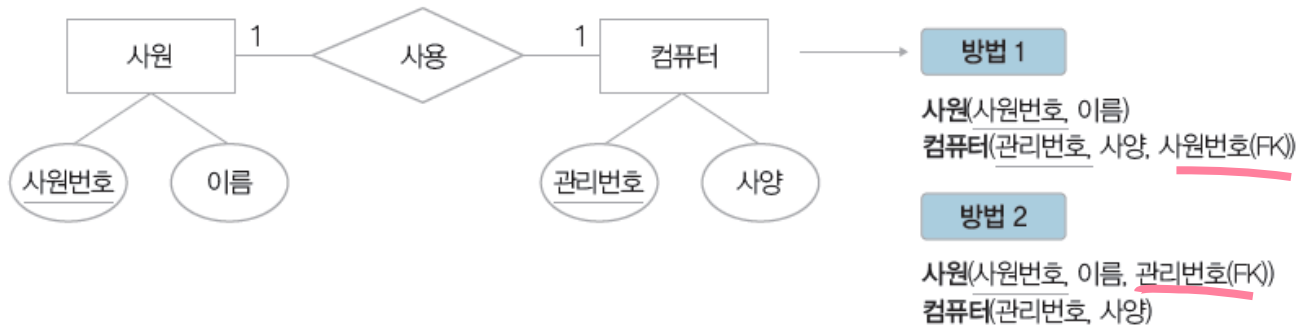 사원 1 사용 1 컴퓨터
사원번호 이름 관리번호 사양
방법 1
사원(사원번호, 이름)
컴퓨터(관리번호, 사양, 사원번호(FK))
방법 2
사원(사원번호, 이름, 관리번호(FK))
컴퓨터(관리번호, 사양)